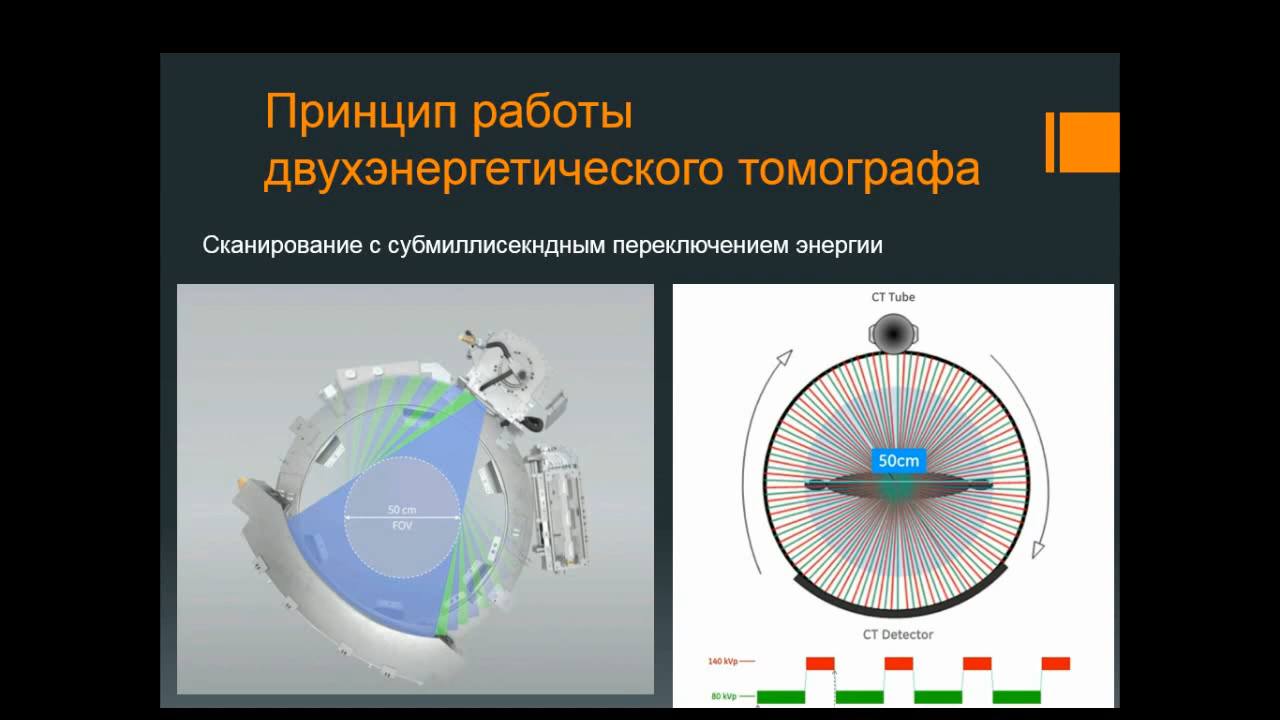 Принцип работы
двухэнергетического томографа
Сканирование с субмиллисекндным переключением энергии
50 cm
FOV
CT Tube
50cm
CT Detector
140 kVp
80 kVp